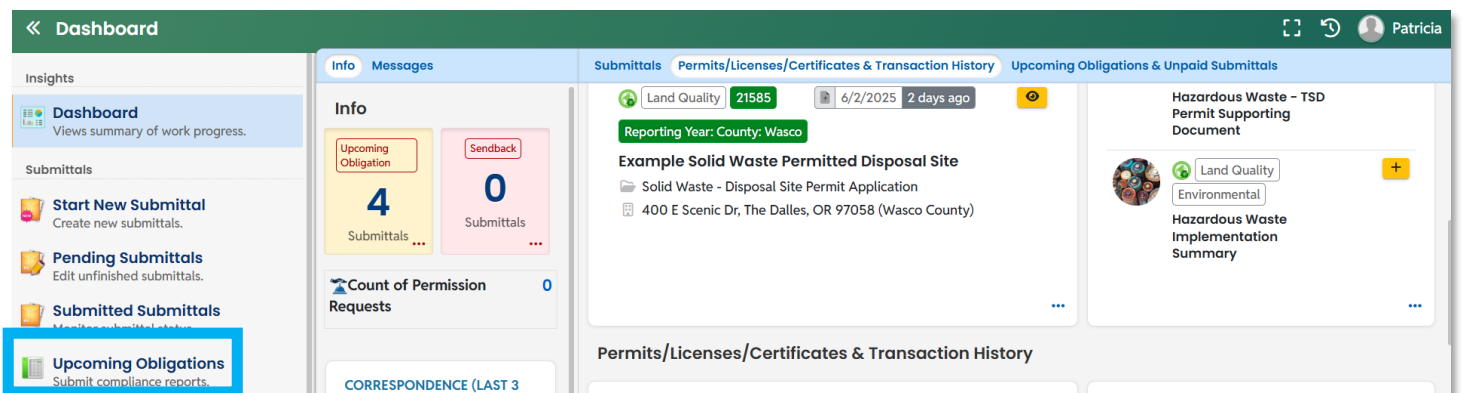 Dashboard
Patricia
Insights
Dashboard
Views summary of work progress.
Submittals
Start New Submittal
Create new submittals.
Pending Submittals
Edit unfinished submittals.
Submitted Submittals
Monitor submittal status.
Upcoming Obligations
Submit compliance reports.
Info Messages
Info
Upcoming
Obligation
4
Submittals
Sendback
0
Submittals
Count of Permission 0
Requests
CORRESPONDENCE (LAST 3
Submittals Permits/Licenses/Certificates & Transaction History Upcoming Obligations & Unpaid Submittals
Land Quality 21585 6/2/2025 2 days ago
Reporting Year: County: Wasco
Example Solid Waste Permitted Disposal Site
Solid Waste - Disposal Site Permit Application
400 E Scenic Dr, The Dalles, OR 97058 (Wasco County)
...
Hazardous Waste - TSD
Permit Supporting
Document
Land Quality
Environmental
Hazardous Waste
Implementation
Summary
...
Permits/Licenses/Certificates & Transaction History